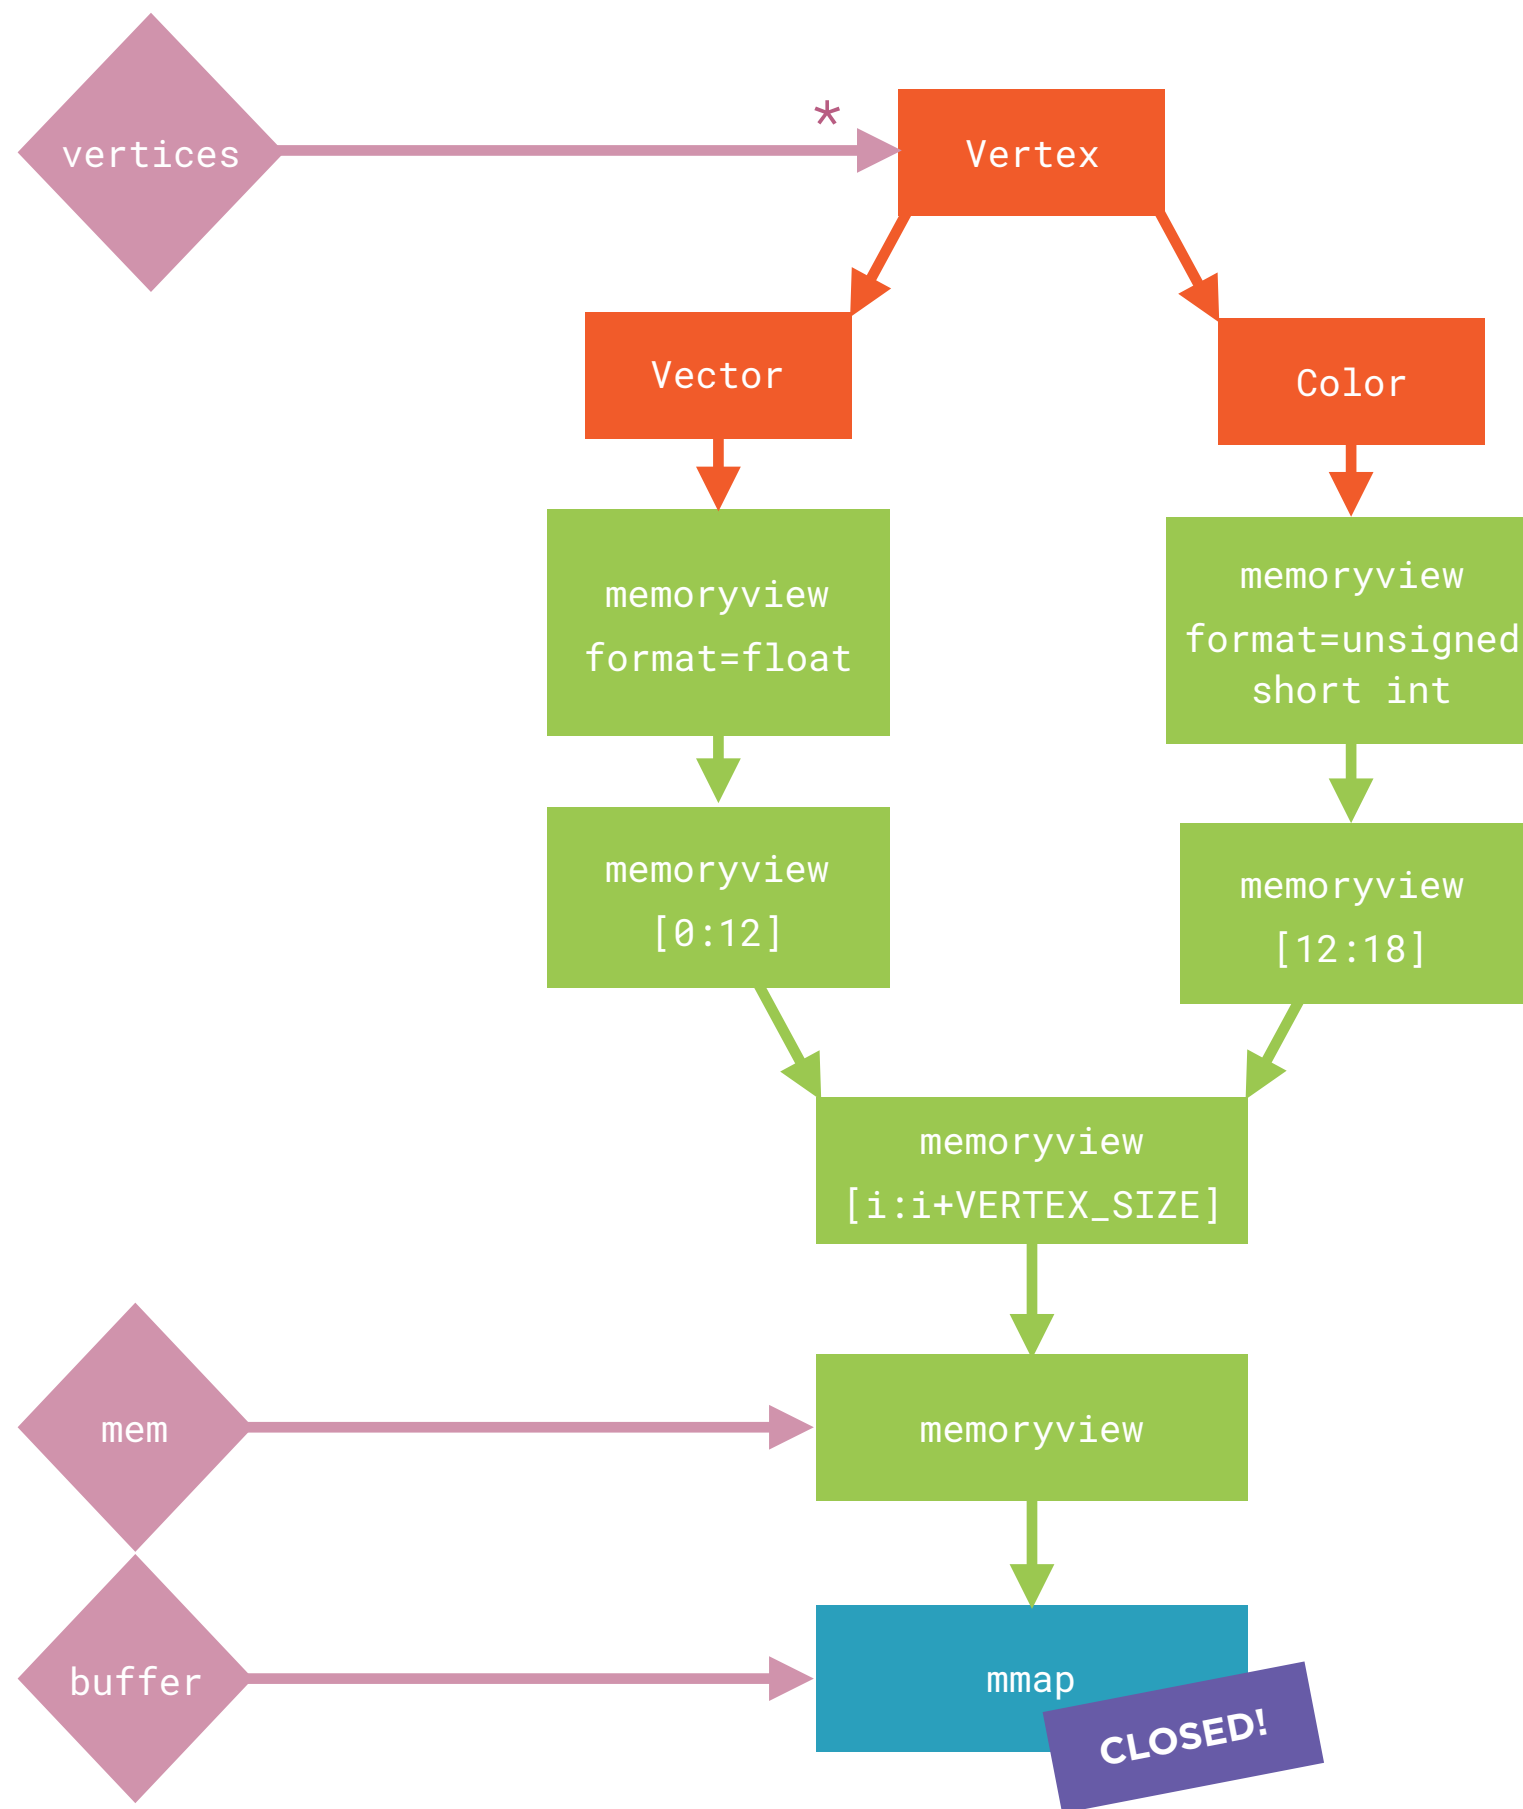 vertices
*
Vertex
Vector
Color
memoryview
format=float
memoryview
format=unsigned
short int
memoryview
[0:12]
memoryview
[12:18]
memoryview
[i:i+VERTEX_SIZE]
mem
memoryview
buffer
mmap
CLOSED!